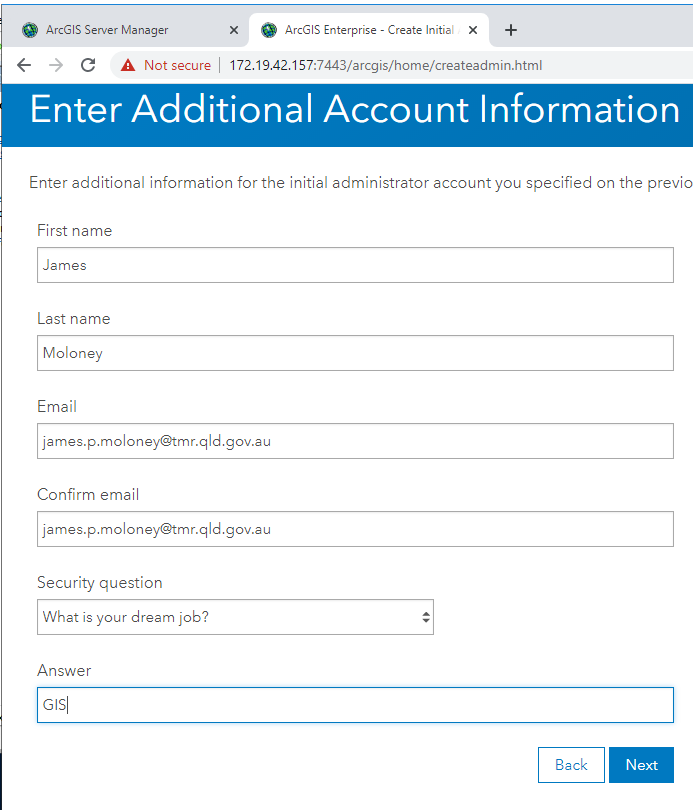 ArcGIS Server Manager
ArcGIS Enterprise - Create Initial
Not secure
172.19.42.157:7443/arcgis/home/createadmin.html
Enter Additional Account Information
Enter additional information for the initial administrator account you specified on the previo
First name
James
Last name
Moloney
Email
james.p.moloney@tmr.qld.gov.au
Confirm email
james.p.moloney@tmr.qld.gov.au
Security question
What is your dream job?
Answer
GIS
Back
Next